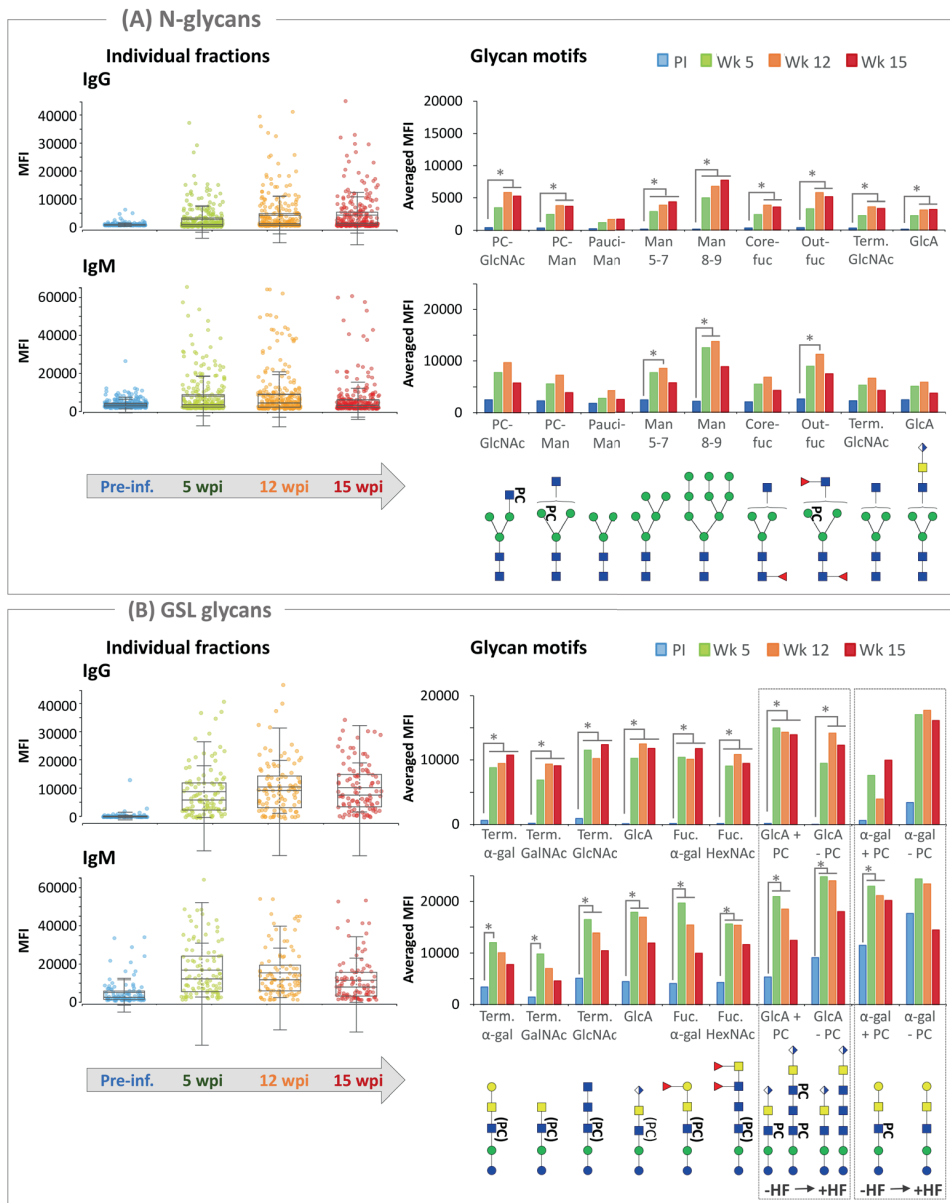 (A) N-glycans
Individual fractions
IgG
MFI
40000
30000
20000
10000
0
IgM
MFI
60000
40000
20000
0
Pre-inf. 5 wpi 12 wpi 15 wpi
Glycan motifs
PI Wk 5 Wk 12 Wk 15
Averaged MFI
20000
15000
10000
5000
0
* * * * * * * *
PC-GlcNAc
PC-Man
Pauci-Man
Man 5-7
Man 8-9
Core-fuc
Out-fuc
Term. GlcNAc
GlcA
Averaged MFI
20000
10000
0
* * *
PC-GlcNAc
PC-Man
Pauci-Man
Man 5-7
Man 8-9
Core-fuc
Out-fuc
Term. GlcNAc
GlcA
PC PC PC
(B) GSL glycans
Individual fractions
IgG
MFI
40000
30000
20000
10000
0
IgM
MFI
60000
40000
20000
10000
0
Pre-inf. 5 wpi 12 wpi 15 wpi
Glycan motifs
PI Wk 5 Wk 12 Wk 15
Averaged MFI
20000
10000
0
* * * * * * * *
Term. α-gal
Term. GalNAc
Term. GlcNAc
GlcA
Fuc. α-gal
Fuc. HexNAc
GlcA + PC
GlcA - PC
α-gal + PC
α-gal - PC
Averaged MFI
20000
10000
0
* * * * * * * * *
Term. α-gal
Term. GalNAc
Term. GlcNAc
GlcA
Fuc. α-gal
Fuc. HexNAc
GlcA + PC
GlcA - PC
α-gal + PC
α-gal - PC
(PC) (PC) (PC) (PC) (PC) (PC) PC PC PC PC
-HF → +HF
-HF → +HF